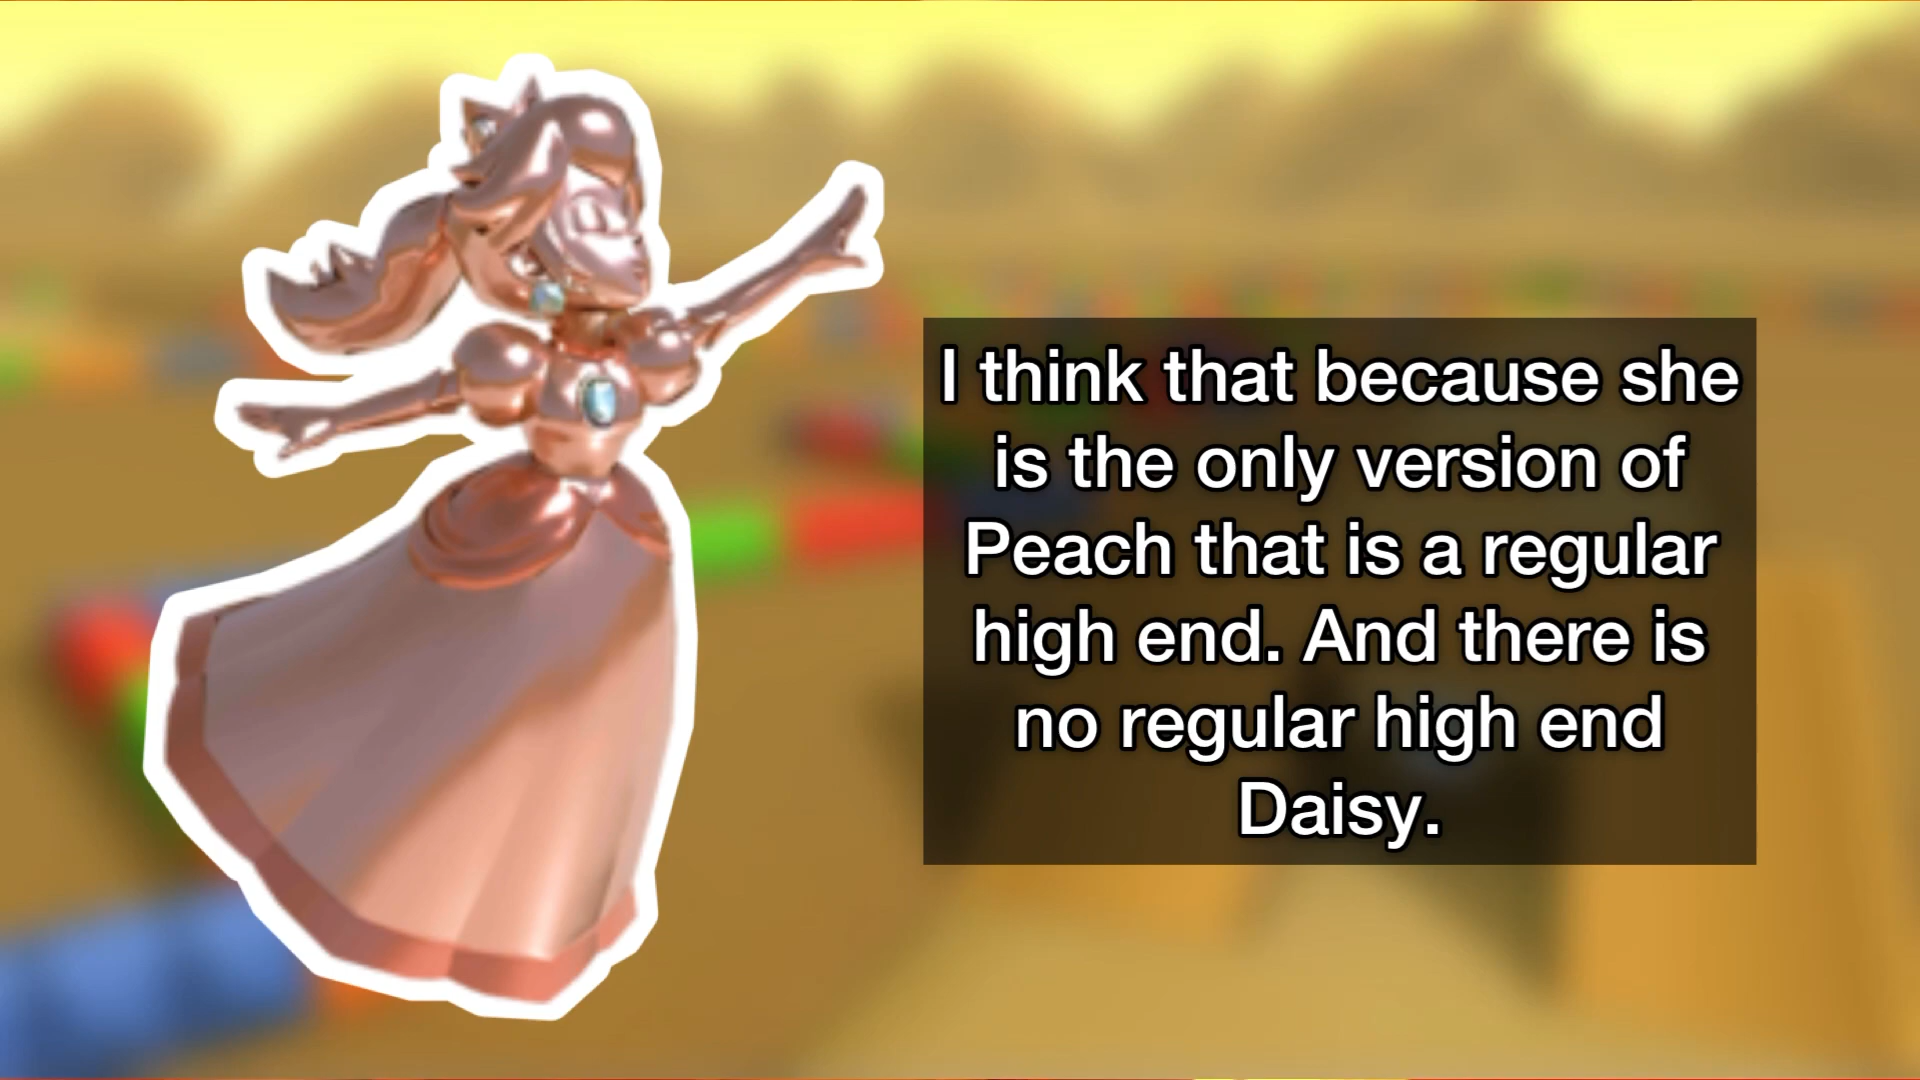 I think that because she
is the only version of
Peach that is a regular
high end. And there is
no regular high end
Daisy.